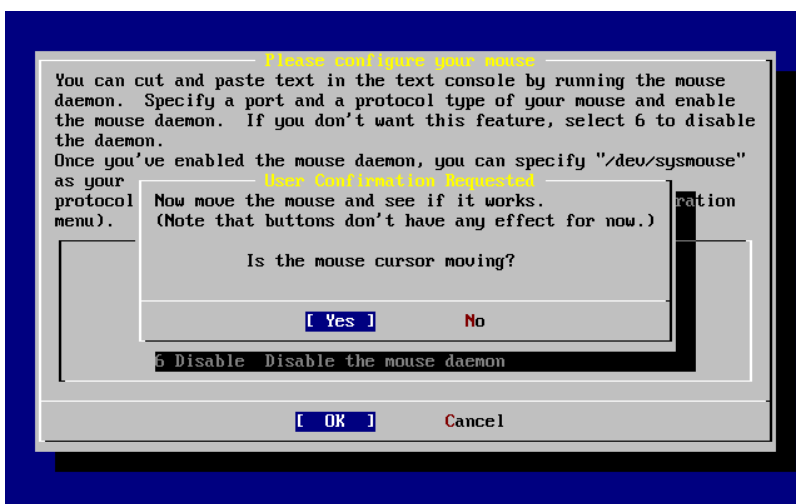 Please configure your mouse
You can cut and paste text in the text console by running the mouse
daemon.  Specify a port and a protocol type of your mouse and enable
the mouse daemon.  If you don't want this feature, select 6 to disable
the daemon.
Once you've enabled the mouse daemon, you can specify "/dev/sysmouse"
as your
protocol ration
menu).
User Confirmation Requested
Now move the mouse and see if it works.
(Note that buttons don't have any effect for now.)
Is the mouse cursor moving?
[ Yes ] No
6 Disable  Disable the mouse daemon
[ OK ] Cancel